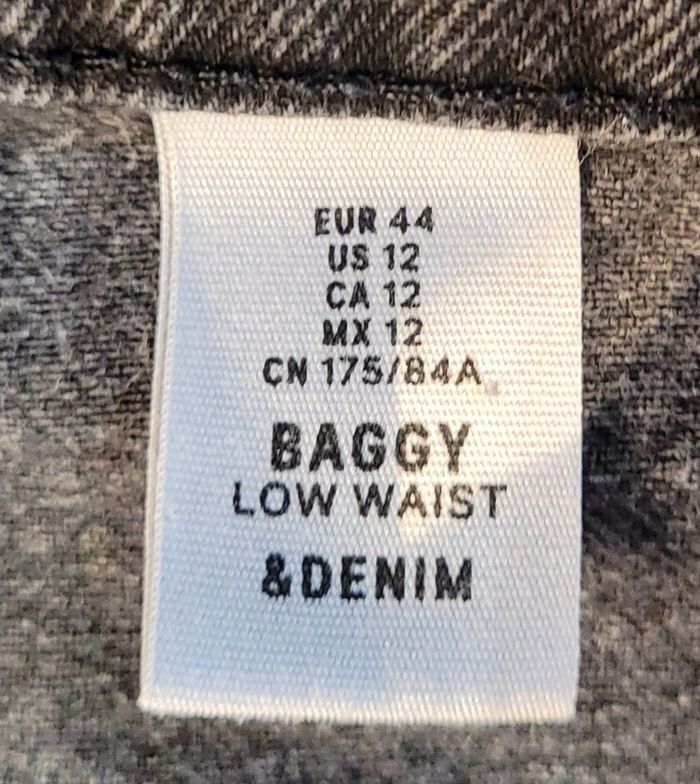 EUR 44
US 12
CA 12
MX 12
CN 175/84A
BAGGY
LOW WAIST
&DENIM